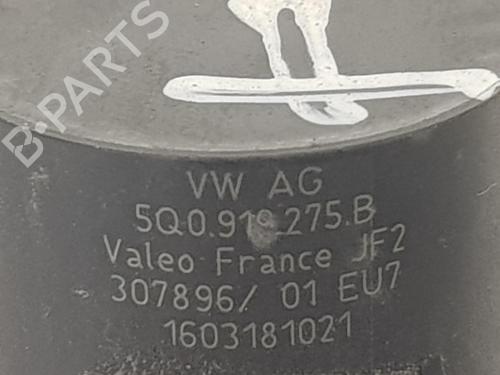 B-PARTS
VW AG
5Q0.919.275.B
Valeo France JF2
307896/ 01 EU7
1603181021